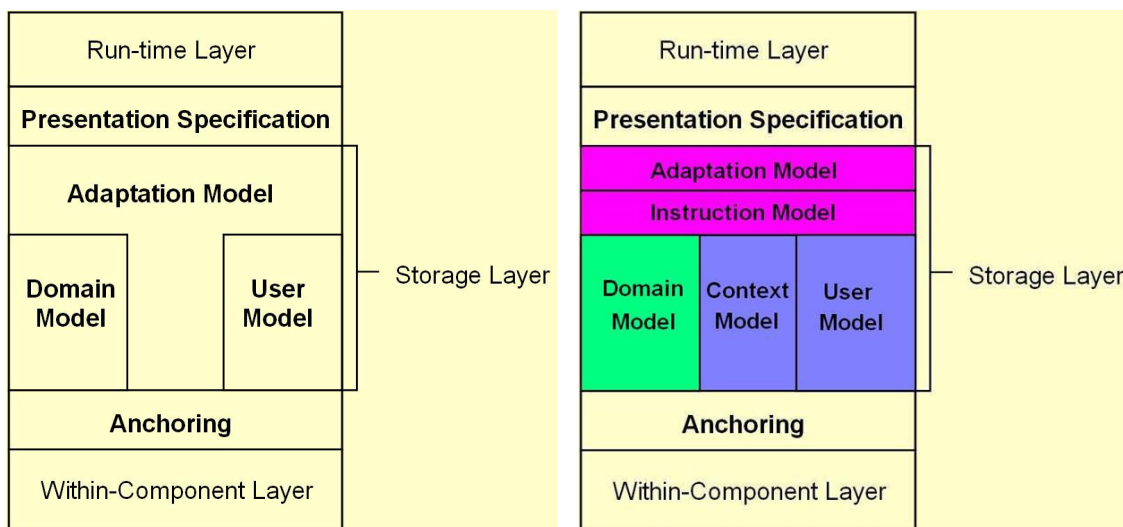 Run-time Layer
Presentation Specification
Adaptation Model
Domain
Model
User
Model
Storage Layer
Anchoring
Within-Component Layer
Run-time Layer
Presentation Specification
Adaptation Model
Instruction Model
Domain
Model
Context
Model
User
Model
Storage Layer
Anchoring
Within-Component Layer